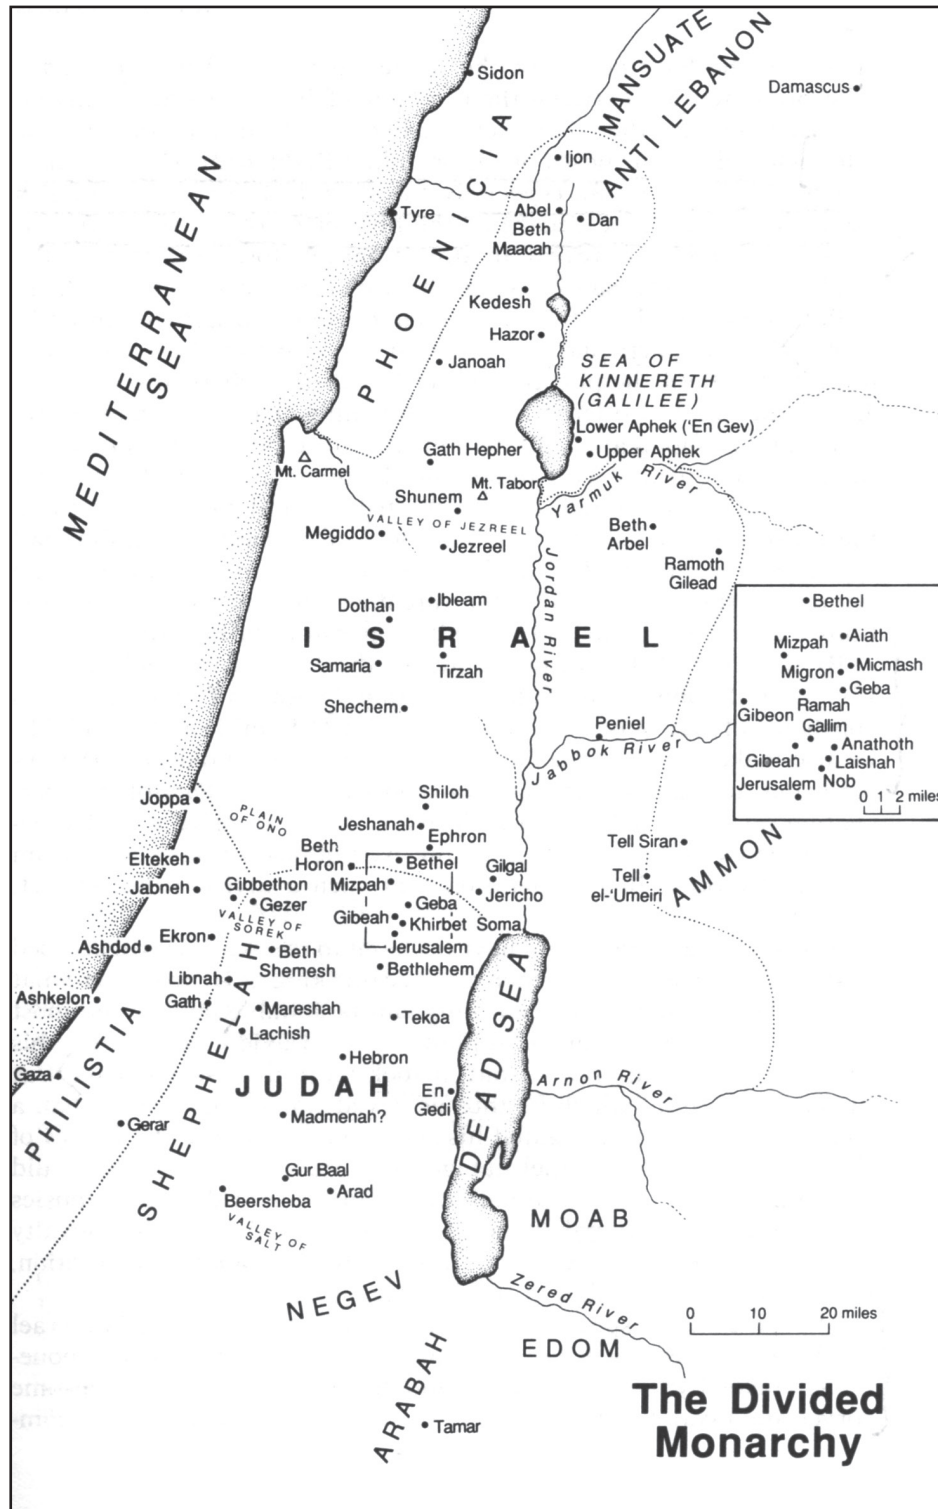 Sidon
PHOENICIA
MANSUATE
ANTI LEBANON
Damascus
Ijon
MEDITERRANEAN
SEA
Tyre
Abel
Beth
Maacah
Dan
Kedesh
Hazor
Janoah
SEA OF
KINNERETH
(GALILEE)
Lower Aphek ('En Gev)
Upper Aphek
Mt. Carmel
Gath Hepher
Mt. Tabor
Yarmuk River
Shunem
VALLEY OF JEZREEL
Megiddo
Jezreel
Beth
Arbel
Ramoth
Gilead
Jordan River
Dothan
Ibleam
ISRAEL
Samaria
Tirzah
Shechem
Peniel
Jabbok River
Bethel
Mizpah
Aiath
Migron
Micmash
Geba
Gibeon
Ramah
Gallim
Gibeah
Anathoth
Laishah
Jerusalem
Nob
0 1 2 miles
Joppa
PLAIN
OF ONO
Shiloh
Jeshanah
Ephron
Beth
Horon
Bethel
Gilgal
Tell Siran
Tell
el-'Umeiri
AMMON
Eltekeh
Jabneh
Gibbethon
Gezer
Mizpah
Geba
Jericho
VALLEY OF
SOREK
Gibeah
Khirbet
Soma
Ashdod
Ekron
Beth
Shemesh
Jerusalem
Bethlehem
Libnah
Ashkelon
Gath
Mareshah
Lachish
Tekoa
DEAD SEA
PHILISTIA
SHEPHELAH
Gaza
Hebron
JUDAH
En
Gedi
Arnon River
Gerar
Madmenah?
Gur Baal
Beersheba
Arad
VALLEY OF
SALT
MOAB
NEGEV
Zered River
EDOM
0 10 20 miles
ARABAH
Tamar
The Divided
Monarchy